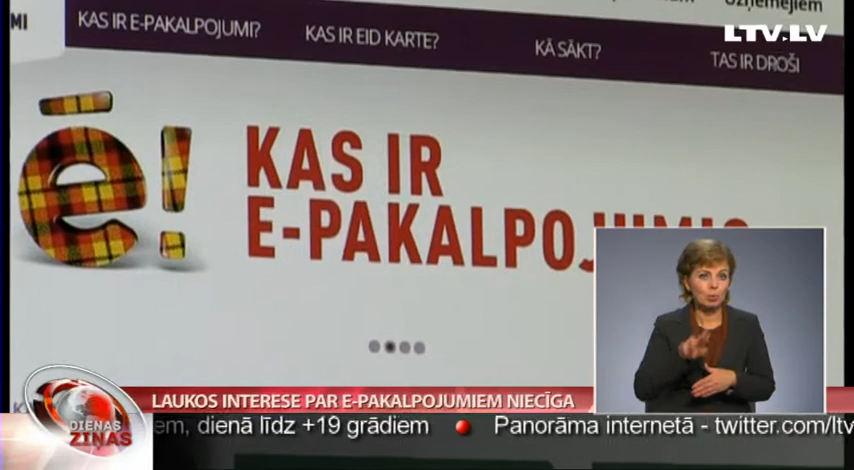 LTV.LV
KAS IR E-PAKALPOJUMI?
KAS IR EID KARTE?
KĀ SĀKT?
TAS IR DROŠI
ē!
KAS IR
LAUKOS INTERESE PAR E-PAKALPOJUMIEM NIECĪGA
DIENAS
ZIŅAS
dienā līdz +19 grādiem
Panorāma internetā - twitter.com/ltv